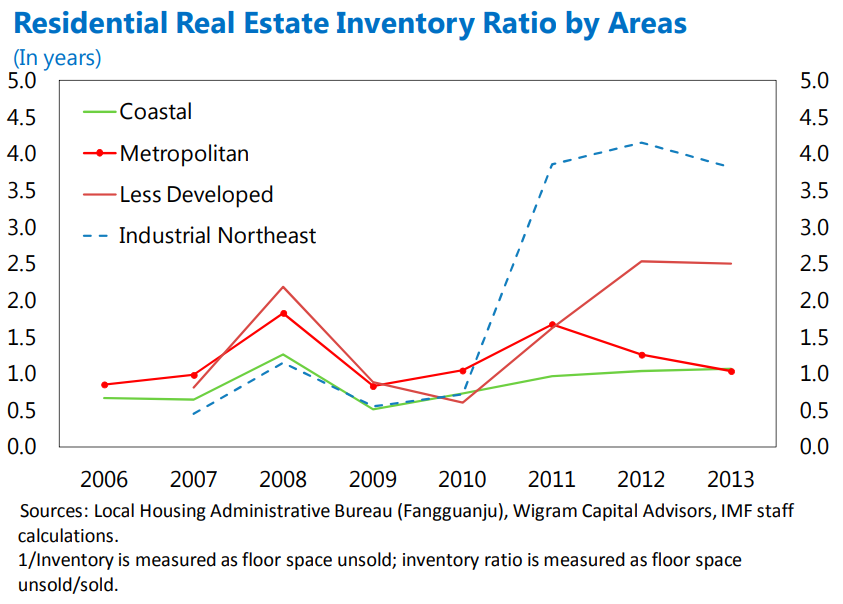 Residential Real Estate Inventory Ratio by Areas
(In years)
5.0 5.0
4.5 4.5
4.0 4.0
3.5 3.5
3.0 3.0
2.5 2.5
2.0 2.0
1.5 1.5
1.0 1.0
0.5 0.5
0.0 0.0
Coastal
Metropolitan
Less Developed
Industrial Northeast
2006 2007 2008 2009 2010 2011 2012 2013
Sources: Local Housing Administrative Bureau (Fangguanju), Wigram Capital Advisors, IMF staff
calculations.
1/Inventory is measured as floor space unsold; inventory ratio is measured as floor space
unsold/sold.